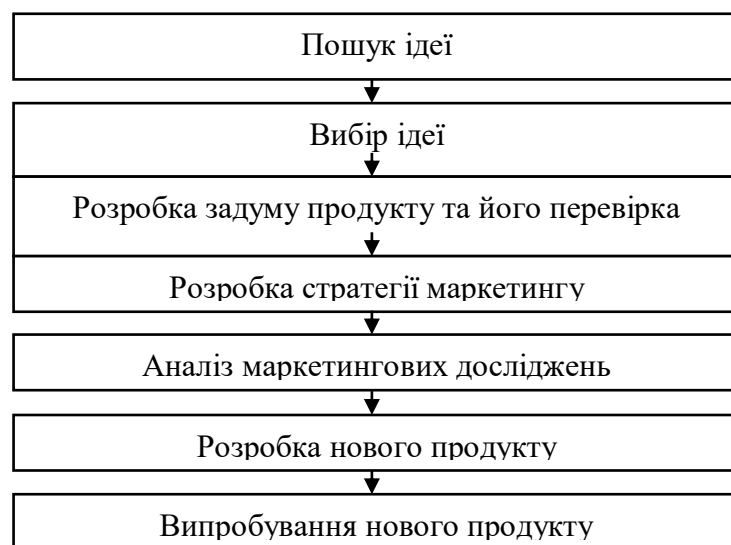 Пошук ідеї
Вибір ідеї
Розробка задуму продукту та його перевірка
Розробка стратегії маркетингу
Аналіз маркетингових досліджень
Розробка нового продукту
Випробування нового продукту